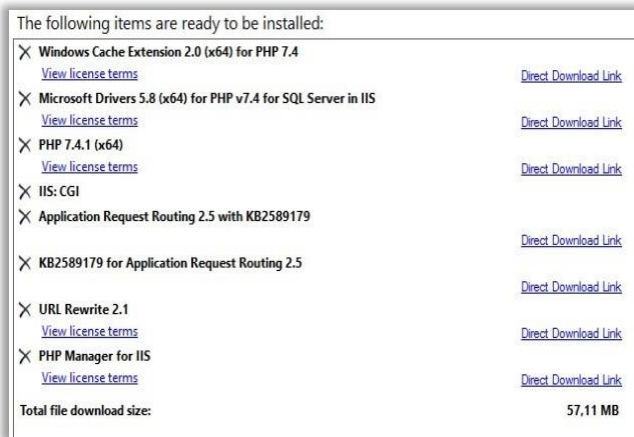 The following items are ready to be installed:
Windows Cache Extension 2.0 (x64) for PHP 7.4
View license terms Direct Download Link
Microsoft Drivers 5.8 (x64) for PHP v7.4 for SQL Server in IIS
View license terms Direct Download Link
PHP 7.4.1 (x64)
View license terms Direct Download Link
IIS: CGI
Application Request Routing 2.5 with KB2589179
Direct Download Link
KB2589179 for Application Request Routing 2.5
Direct Download Link
URL Rewrite 2.1
View license terms Direct Download Link
PHP Manager for IIS
View license terms Direct Download Link
Total file download size: 57,11 MB